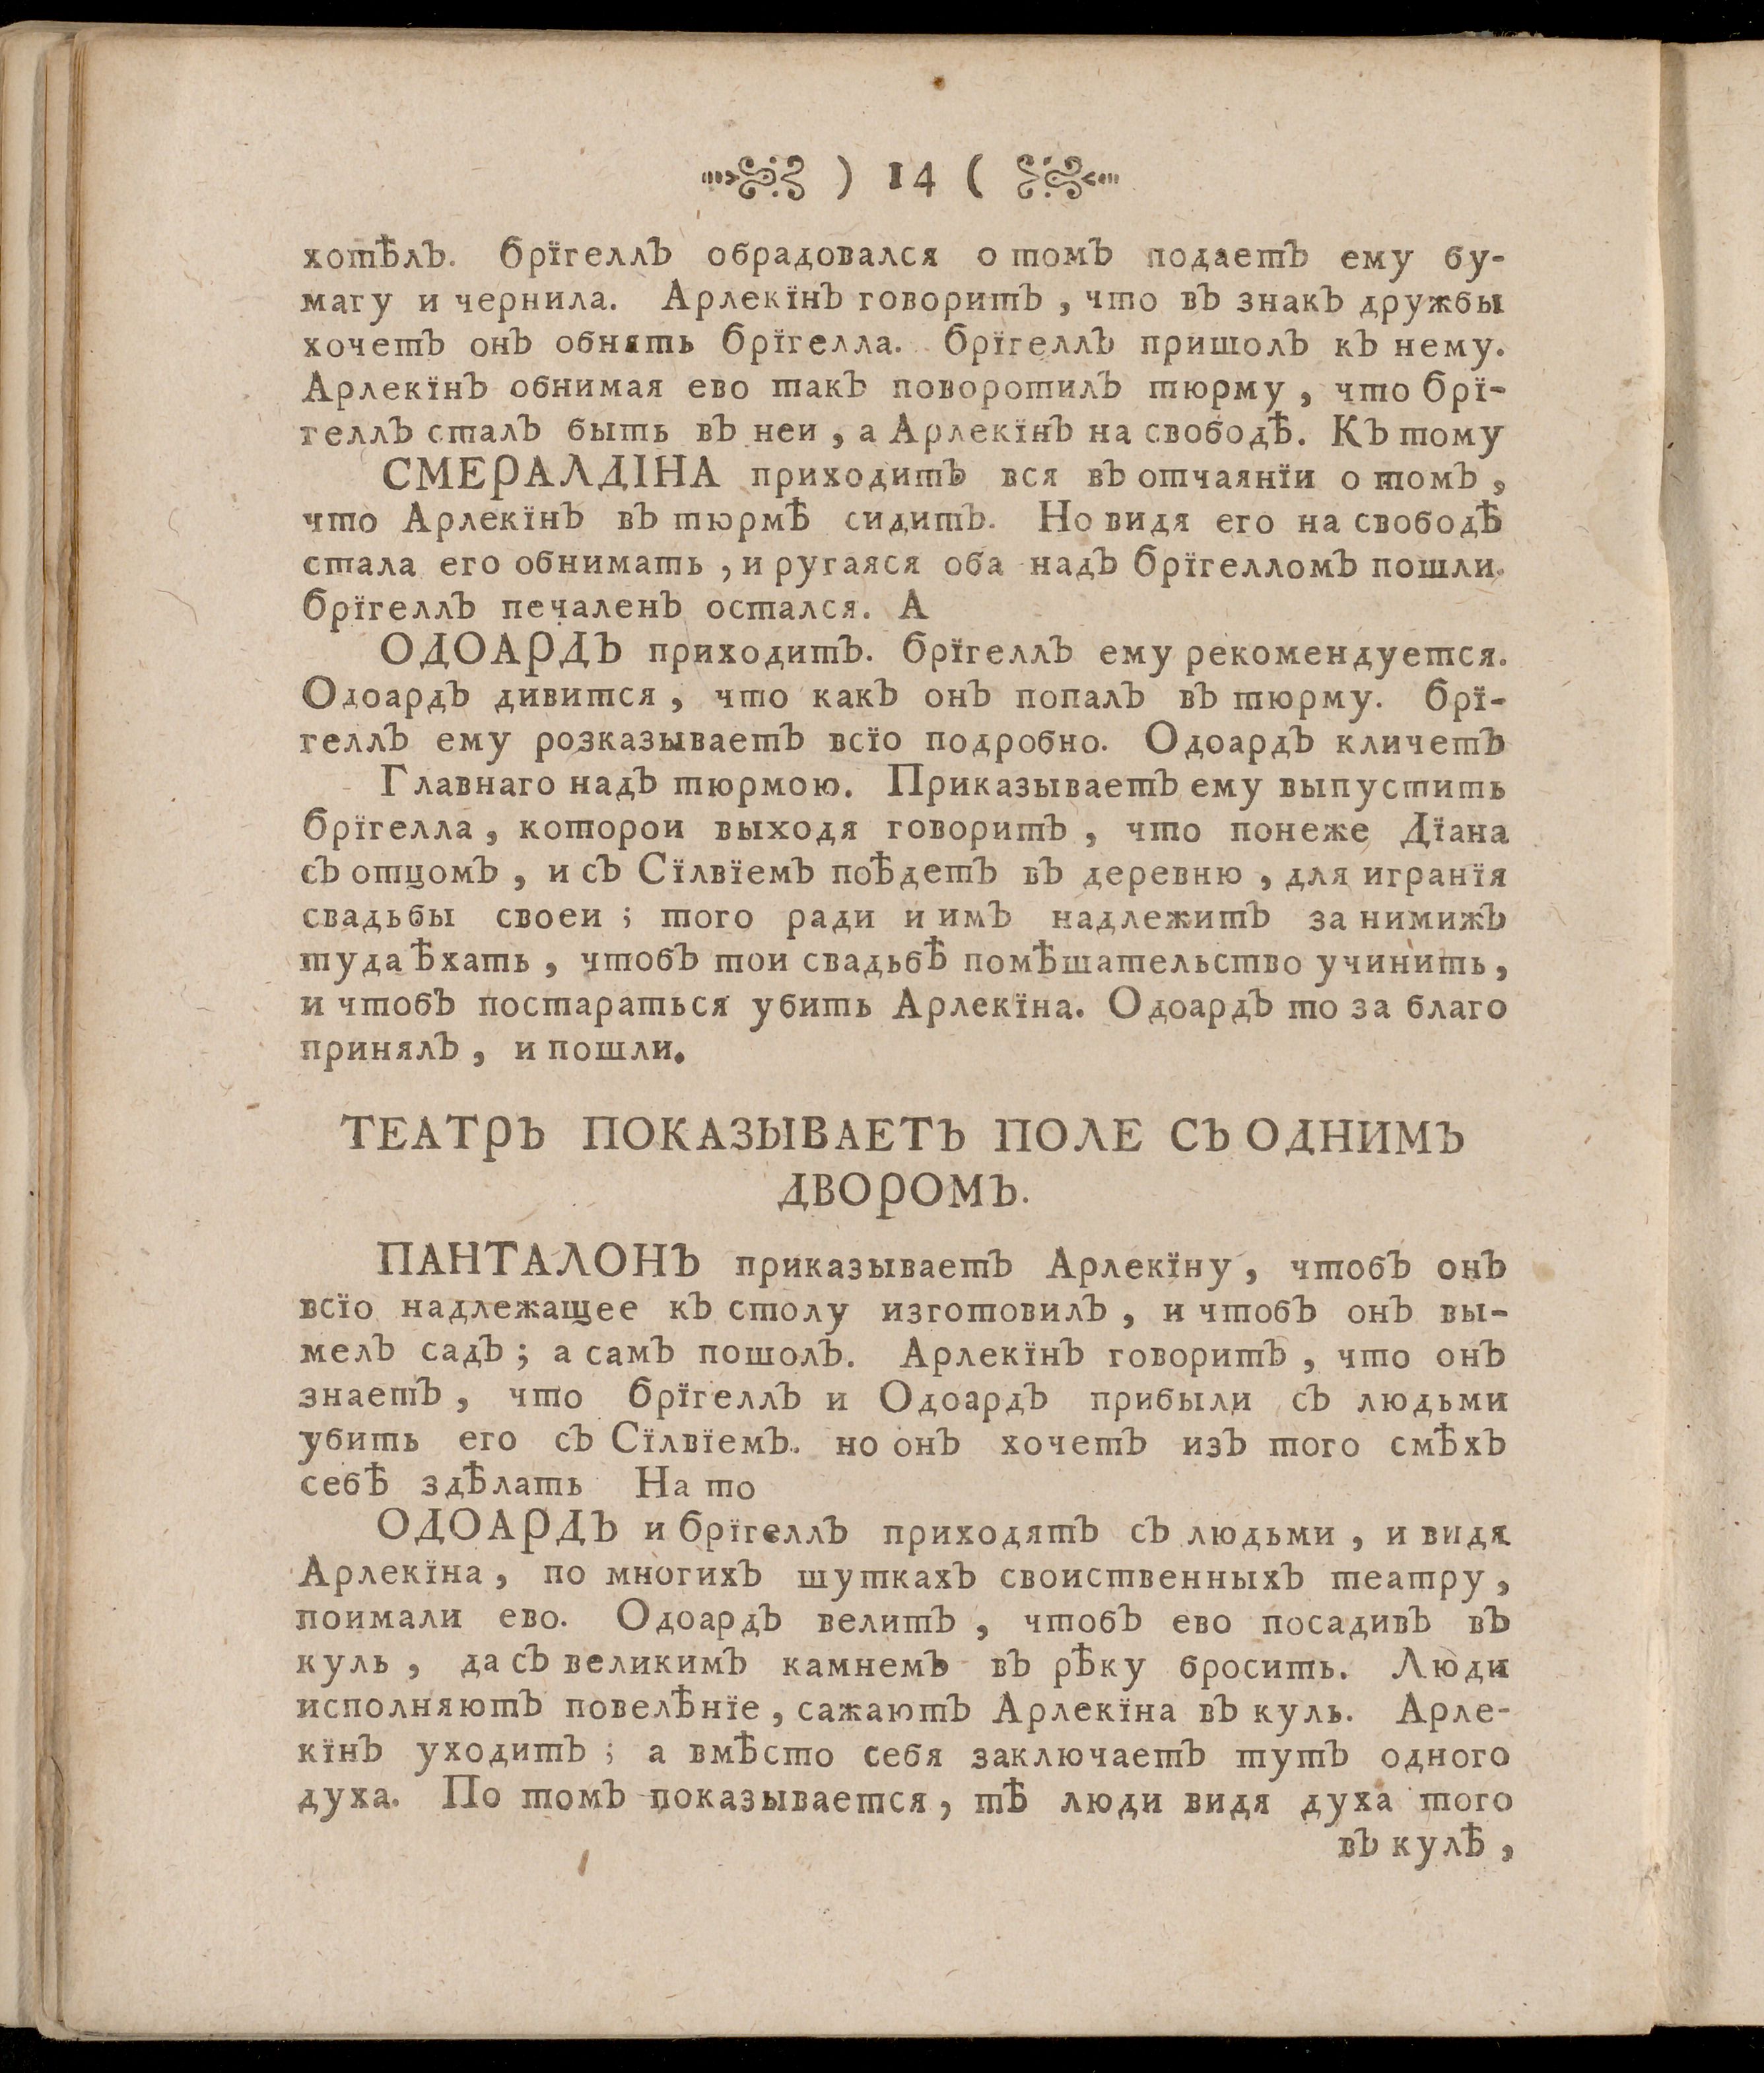 ) 14 (
хотѣлъ. Брїгеллъ обрадовался о томъ подаетъ ему бу-
магу и чернила. Арлекїнъ говоритъ, что въ знакъ дружбы
хочетъ онъ обнять Брїгелла. Брїгеллъ пришолъ къ нему.
Арлекїнъ обнимая ево такъ поворотилъ тюрму, что Брї-
геллъ сталъ быть въ неи, а Арлекїнъ на свободѣ. Къ тому
СМЕРАЛДІНА приходитъ вся въ отчаянїи о томъ,
что Арлекїнъ въ тюрмѣ сидитъ. Но видя его на свободѣ
стала его обнимать, и ругаяся оба надъ Брїгелломъ пошли.
Брїгеллъ печаленъ остался. А
ОДОАРДЪ приходитъ. Брїгеллъ ему рекомендуется.
Одоардъ дивится, что какъ онъ попалъ въ тюрму. Брї-
геллъ ему розказываетъ всїо подробно. Одоардъ кличетъ
Главнаго надъ тюрмою. Приказываетъ ему выпустить
Брїгелла, которои выходя говоритъ, что понеже Дїана
съ отцомъ, и съ Сїлвїемъ поѣдетъ въ деревню, для игранїя
свадьбы своеи; того ради и имъ надлежитъ за нимижъ
туда ѣхать, чтобъ тои свадьбѣ помѣшательство учинить,
и чтобъ постараться убить Арлекїна. Одоардъ то за благо
принялъ, и пошли.
ТЕАТРЪ ПОКАЗЫВАЕТЪ ПОЛЕ СЪ ОДНИМЪ
ДВОРОМЪ.
ПАНТАЛОНЪ приказываетъ Арлекїну, чтобъ онъ
всїо надлежащее къ столу изготовилъ, и чтобъ онъ вы-
мелъ садъ; а самъ пошолъ. Арлекїнъ говоритъ, что онъ
знаетъ, что Брїгеллъ и Одоардъ прибыли съ людьми
убить его съ Сїлвїемъ. но онъ хочетъ изъ того смѣхъ
себѣ здѣлать На то
ОДОАРДЪ и Брїгеллъ приходятъ съ людьми, и видя
Арлекїна, по многихъ шуткахъ своиственныхъ театру,
поимали ево. Одоардъ велитъ, чтобъ ево посадивъ въ
куль, да съ великимъ камнемъ въ рѣку бросить. Люди
исполняютъ повелѣнїе, сажаютъ Арлекїна въ куль. Арле-
кїнъ уходитъ; а вмѣсто себя заключаетъ тутъ одного
духа. По томъ показывается, тѣ люди видя духа того
въ кулѣ,